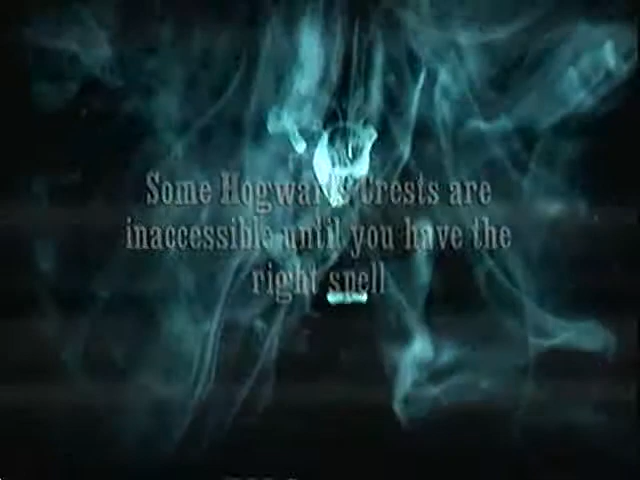 Some Hogwarts Crests are
inaccessible until you have the
right spell